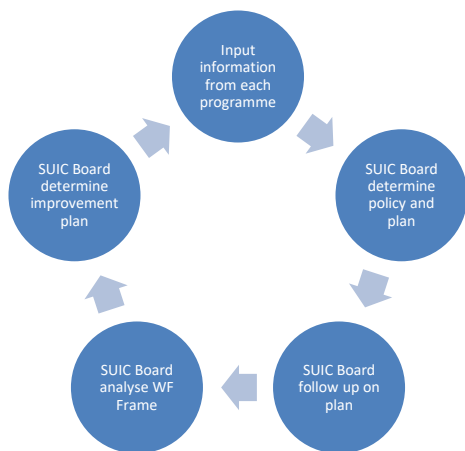 Input
information
from each
programme
SUIC Board
determine
policy and
plan
SUIC Board
follow up on
plan
SUIC Board
analyse WF
Frame
SUIC Board
determine
improvement
plan